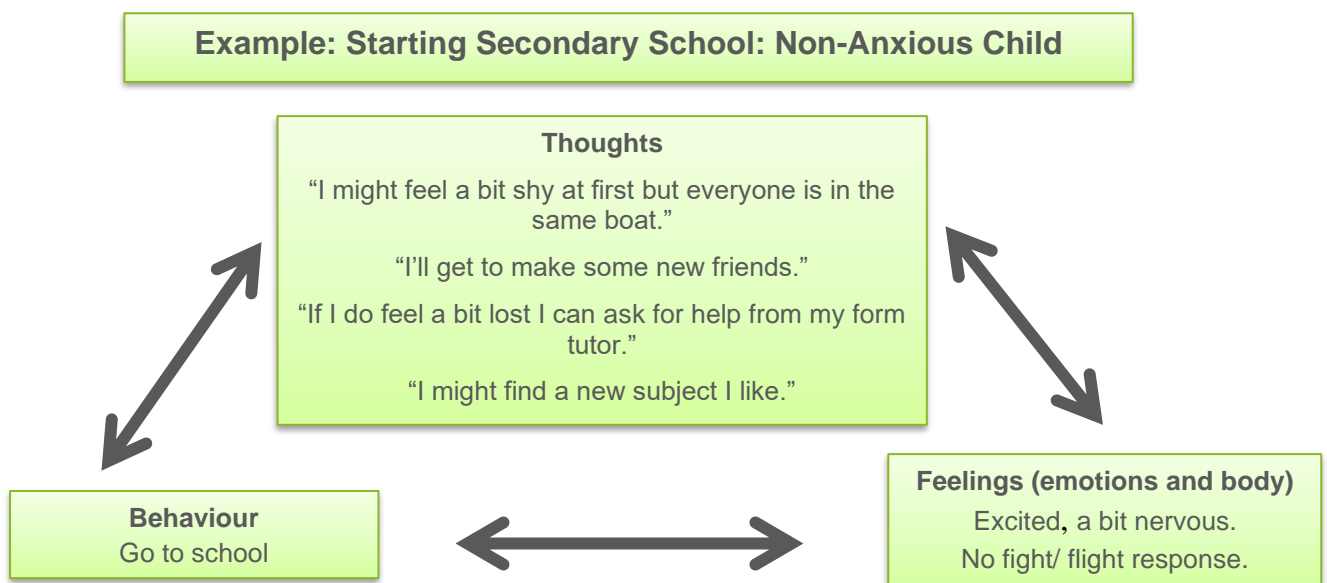 Example: Starting Secondary School: Non-Anxious Child
Thoughts
“I might feel a bit shy at first but everyone is in the
same boat.”
“I’ll get to make some new friends.”
“If I do feel a bit lost I can ask for help from my form
tutor.”
“I might find a new subject I like.”
Behaviour
Go to school
Feelings (emotions and body)
Excited, a bit nervous.
No fight/ flight response.